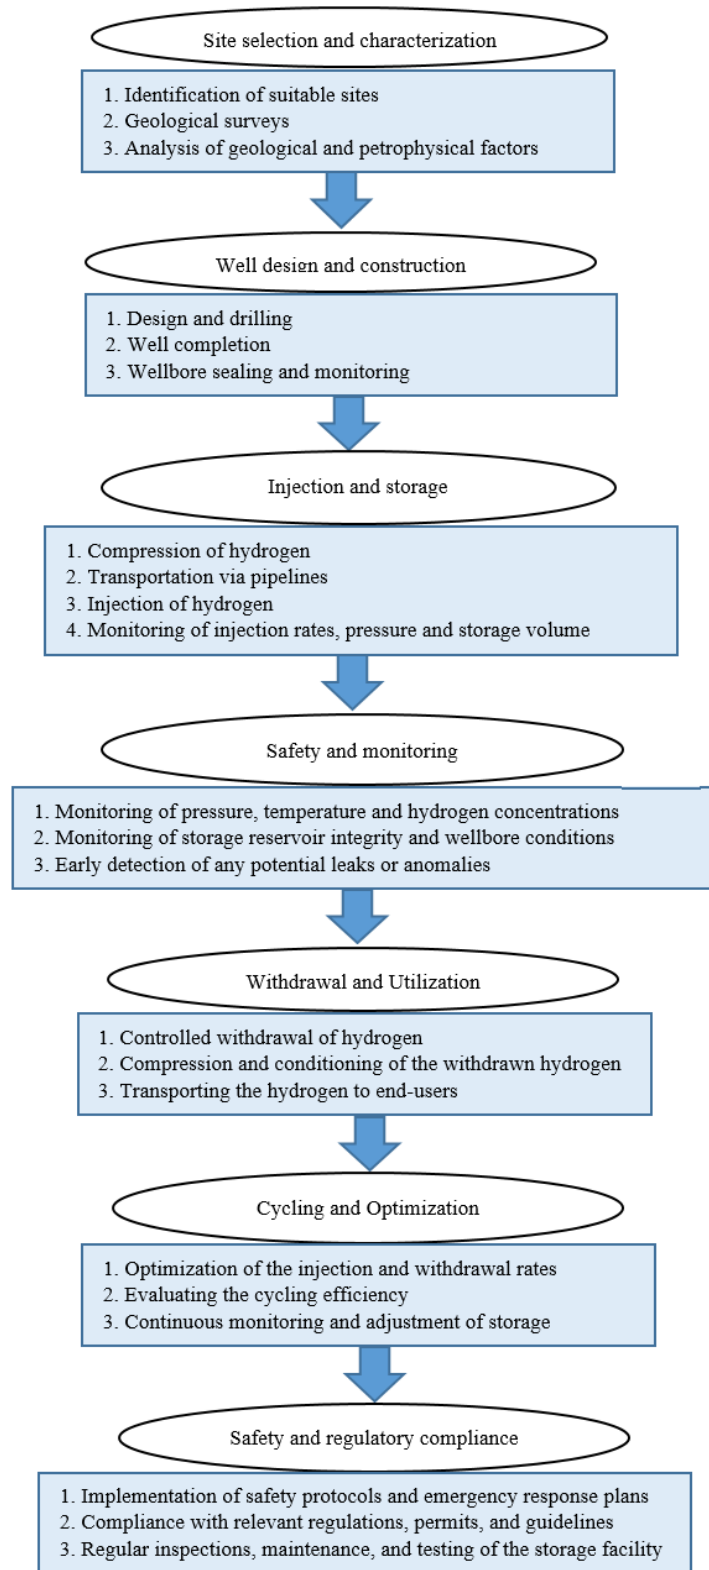 Site selection and characterization
1. Identification of suitable sites
2. Geological surveys
3. Analysis of geological and petrophysical factors
Well design and construction
1. Design and drilling
2. Well completion
3. Wellbore sealing and monitoring
Injection and storage
1. Compression of hydrogen
2. Transportation via pipelines
3. Injection of hydrogen
4. Monitoring of injection rates, pressure and storage volume
Safety and monitoring
1. Monitoring of pressure, temperature and hydrogen concentrations
2. Monitoring of storage reservoir integrity and wellbore conditions
3. Early detection of any potential leaks or anomalies
Withdrawal and Utilization
1. Controlled withdrawal of hydrogen
2. Compression and conditioning of the withdrawn hydrogen
3. Transporting the hydrogen to end-users
Cycling and Optimization
1. Optimization of the injection and withdrawal rates
2. Evaluating the cycling efficiency
3. Continuous monitoring and adjustment of storage
Safety and regulatory compliance
1. Implementation of safety protocols and emergency response plans
2. Compliance with relevant regulations, permits, and guidelines
3. Regular inspections, maintenance, and testing of the storage facility